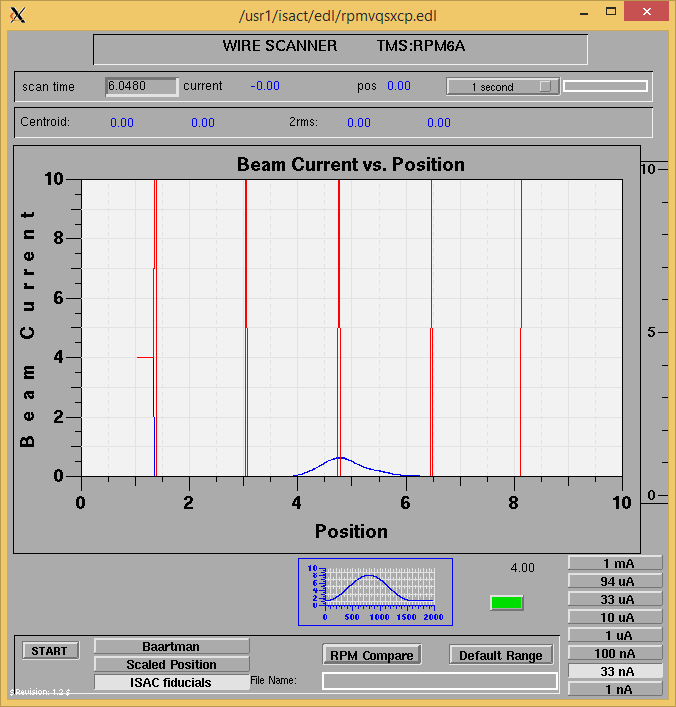 /usr1/isact/edl/rpmvqsxcp.edl
WIRE SCANNER TMS:RPM6A
scan time 6.0480 current -0.00 pos 0.00 1 second
Centroid: 0.00 0.00 2rms: 0.00 0.00
Beam Current vs. Position
10
8
6
4
2
0
Beam Current
0 2 4 6 8 10
Position
10
5
0
10
8
6
4
2
0
0 500 1000 1500 2000
4.00
1 mA
94 uA
33 uA
10 uA
1 uA
100 nA
33 nA
1 nA
START
Baartman
Scaled Position
ISAC fiducials
RPM Compare
Default Range
File Name:
$Revision: 1.2 $